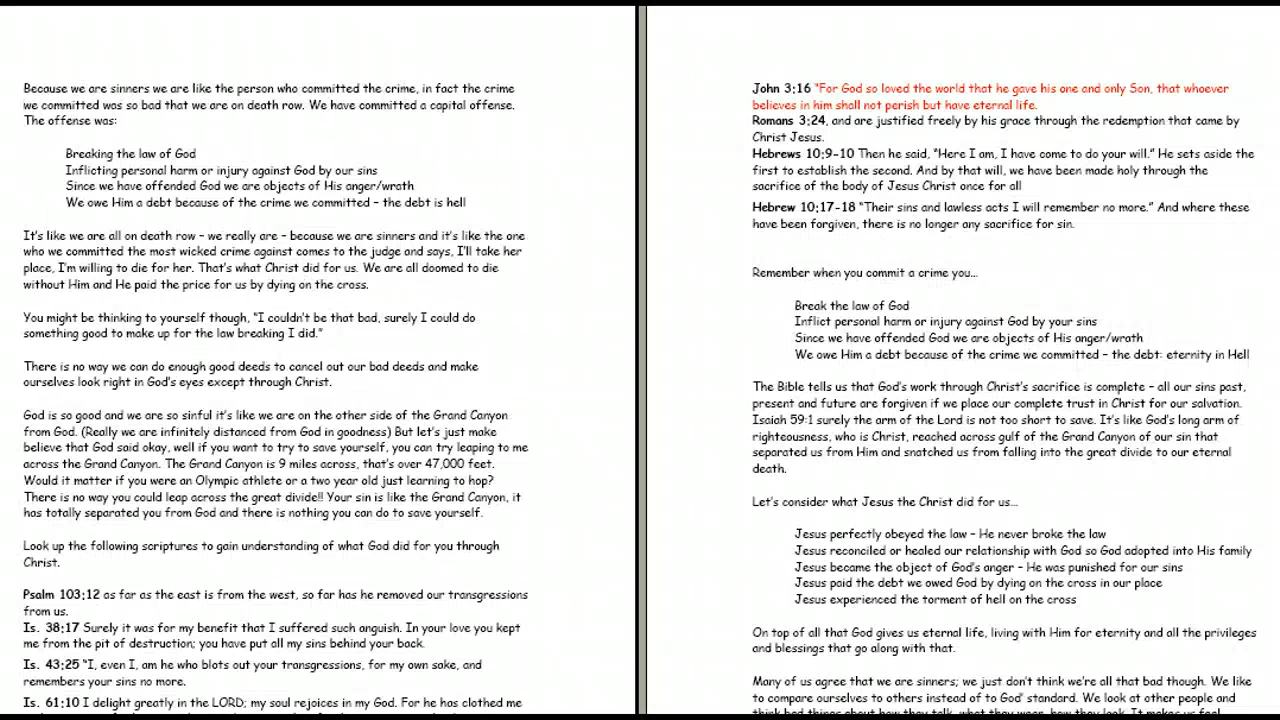 Because we are sinners we are like the person who committed the crime, in fact the crime
we committed was so bad that we are on death row. We have committed a capital offense.
The offense was:
Breaking the law of God
Inflicting personal harm or injury against God by our sins
Since we have offended God we are objects of His anger/wrath
We owe Him a debt because of the crime we committed – the debt is hell
It's like we are all on death row – we really are – because we are sinners and it's like the one
who we committed the most wicked crime against comes to the judge and says, I'll take her
place, I'm willing to die for her. That's what Christ did for us. We are all doomed to die
without Him and He paid the price for us by dying on the cross.
You might be thinking to yourself though, "I couldn't be that bad, surely I could do
something good to make up for the law breaking I did."
There is no way we can do enough good deeds to cancel out our bad deeds and make
ourselves look right in God's eyes except through Christ.
God is so good and we are so sinful it's like we are on the other side of the Grand Canyon
from God. (Really we are infinitely distanced from God in goodness) But let's just make
believe that God said okay, well if you want to try to save yourself, you can try leaping to me
across the Grand Canyon. The Grand Canyon is 9 miles across, that's over 47,000 feet.
Would it matter if you were an Olympic athlete or a two year old just learning to hop?
There is no way you could leap across the great divide!! Your sin is like the Grand Canyon, it
has totally separated you from God and there is nothing you can do to save yourself.
Look up the following scriptures to gain understanding of what God did for you through
Christ.
Psalm 103:12 as far as the east is from the west, so far has he removed our transgressions
from us.
Is. 38:17 Surely it was for my benefit that I suffered such anguish. In your love you kept
me from the pit of destruction; you have put all my sins behind your back.
Is. 43:25 "I, even I, am he who blots out your transgressions, for my own sake, and
remembers your sins no more.
Is. 61:10 I delight greatly in the LORD; my soul rejoices in my God. For he has clothed me
John 3:16 "For God so loved the world that he gave his one and only Son, that whoever
believes in him shall not perish but have eternal life.
Romans 3:24, and are justified freely by his grace through the redemption that came by
Christ Jesus.
Hebrews 10:9-10 Then he said, "Here I am, I have come to do your will." He sets aside the
first to establish the second. And by that will, we have been made holy through the
sacrifice of the body of Jesus Christ once for all
Hebrew 10:17-18 "Their sins and lawless acts I will remember no more." And where these
have been forgiven, there is no longer any sacrifice for sin.
Remember when you commit a crime you…
Break the law of God
Inflict personal harm or injury against God by your sins
Since we have offended God we are objects of His anger/wrath
We owe Him a debt because of the crime we committed – the debt: eternity in Hell
The Bible tells us that God's work through Christ's sacrifice is complete – all our sins past,
present and future are forgiven if we place our complete trust in Christ for our salvation.
Isaiah 59:1 surely the arm of the Lord is not too short to save. It's like God's long arm of
righteousness, who is Christ, reached across gulf of the Grand Canyon of our sin that
separated us from Him and snatched us from falling into the great divide to our eternal
death.
Let's consider what Jesus the Christ did for us…
Jesus perfectly obeyed the law – He never broke the law
Jesus reconciled or healed our relationship with God so God adopted into His family
Jesus became the object of God's anger – He was punished for our sins
Jesus paid the debt we owed God by dying on the cross in our place
Jesus experienced the torment of hell on the cross
On top of all that God gives us eternal life, living with Him for eternity and all the privileges
and blessings that go along with that.
Many of us agree that we are sinners; we just don't think we're all that bad though. We like
to compare ourselves to others instead of to God' standard. We look at other people and
think bad things about how they talk, what they wear, how they look. It makes us feel